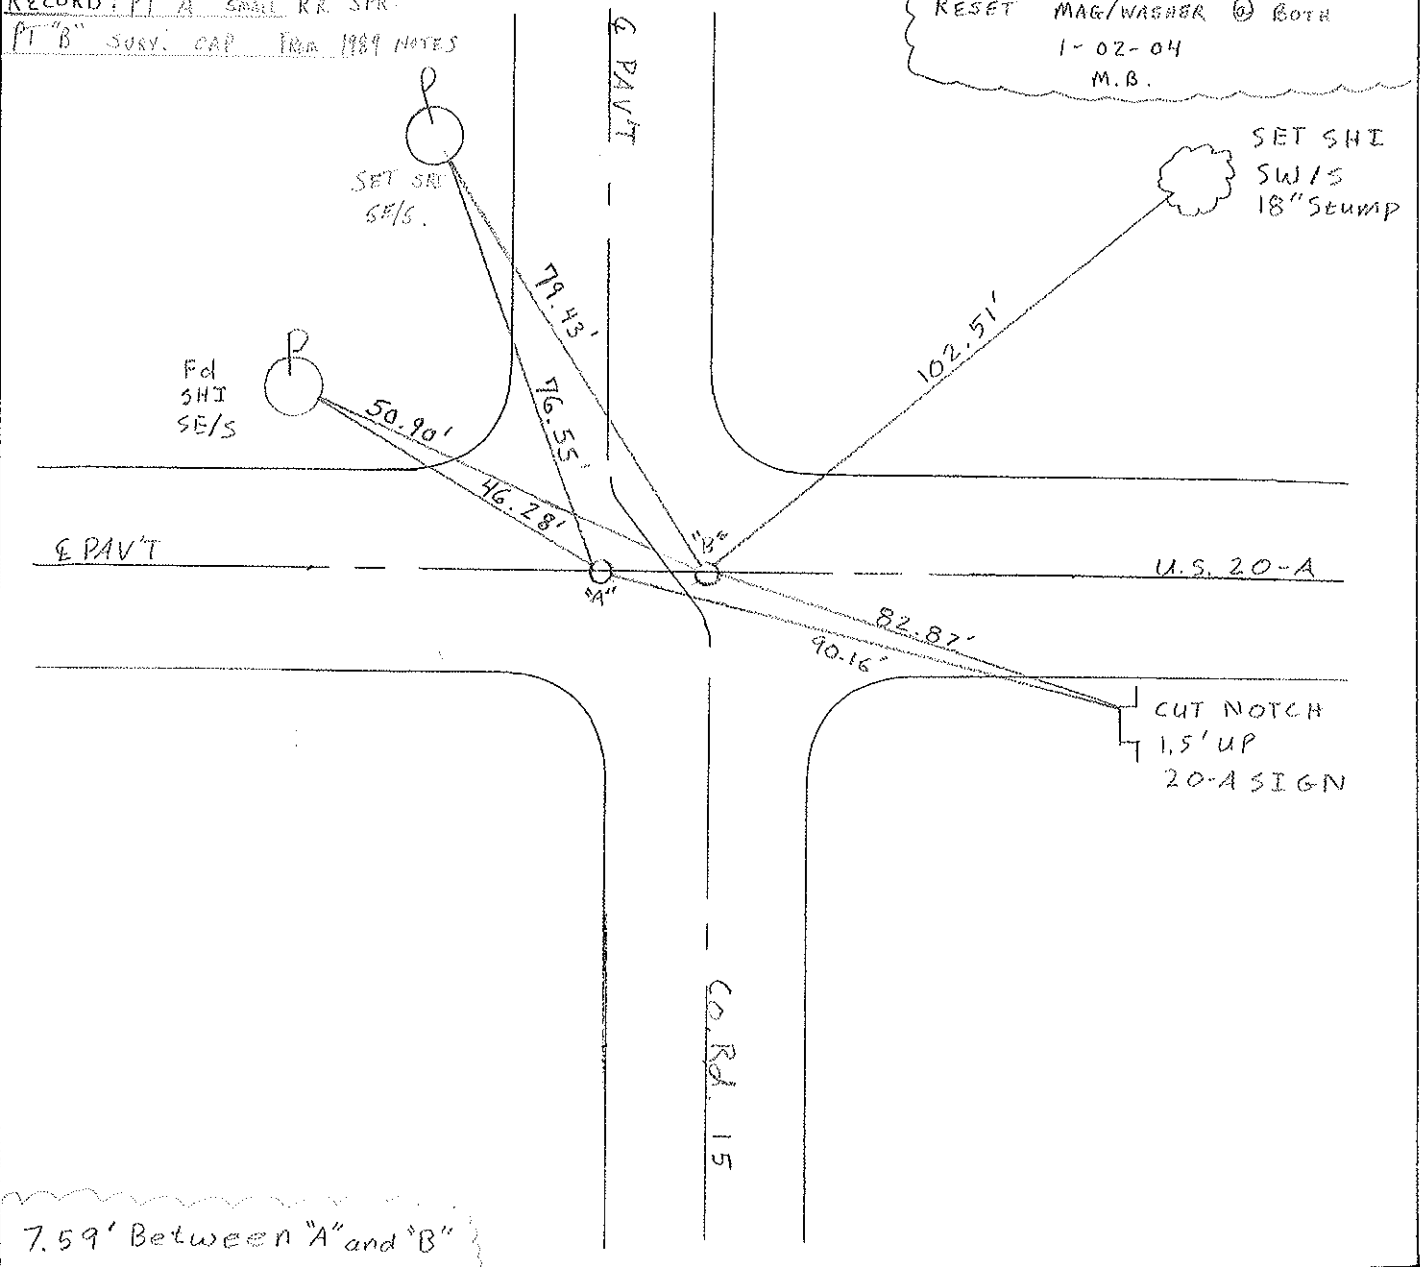 RECORD: PT A SMALL RR SPK.
PT "B" SURV. CAP FROM 1989 NOTES
RESET MAG/WASHER @ BOTH
1-02-04
M.B.
℄ PAV'T
P
SET SHI
SE/S.
SET SHI
SW/S
18" Stump
79.43'
76.55'
102.51'
P
Fd
SHI
SE/S
50.90'
46.28'
℄ PAV'T
"A"
"B"
U.S. 20-A
82.87'
90.16'
CUT NOTCH
1.5' UP
20-A SIGN
Co. Rd. 15
7.59' Between "A" and "B"